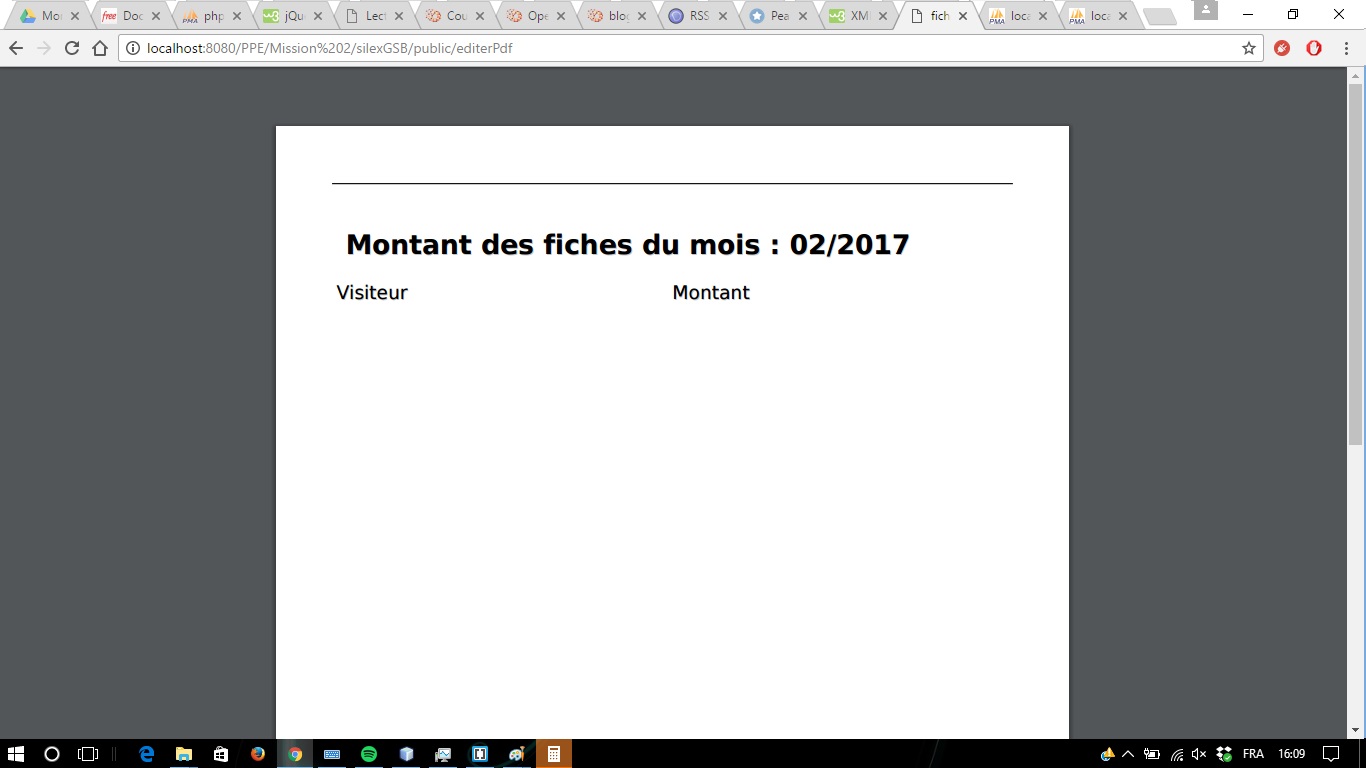 Mo
Doc
php
jQu
Lect
Cou
Ope
blog
RSS
Pea
XM
fich
loca
loca
localhost:8080/PPE/Mission%202/silexGSB/public/editerPdf
Montant des fiches du mois : 02/2017
Visiteur Montant
FRA 16:09